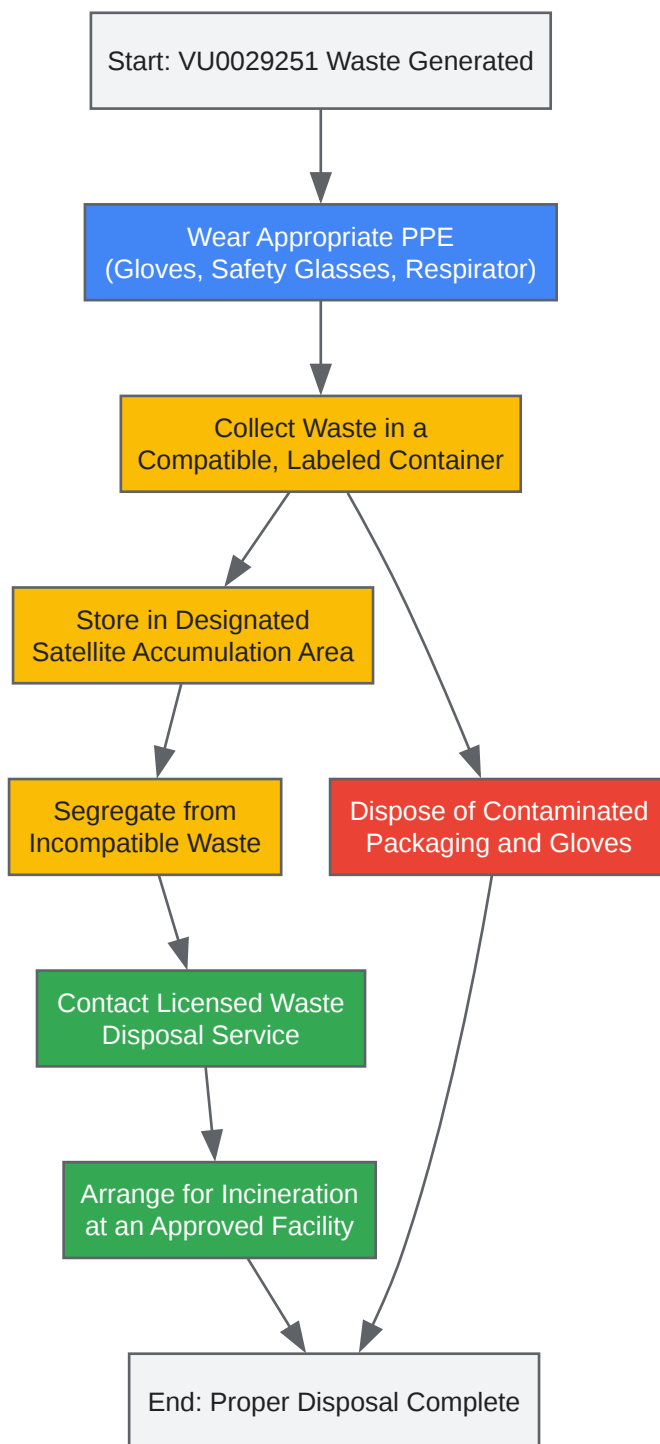 Start: VU0029251 Waste Generated
Wear Appropriate PPE
(Gloves, Safety Glasses, Respirator)
Collect Waste in a
Compatible, Labeled Container
Store in Designated
Satellite Accumulation Area
Segregate from
Incompatible Waste
Dispose of Contaminated
Packaging and Gloves
Contact Licensed Waste
Disposal Service
Arrange for Incineration
at an Approved Facility
End: Proper Disposal Complete